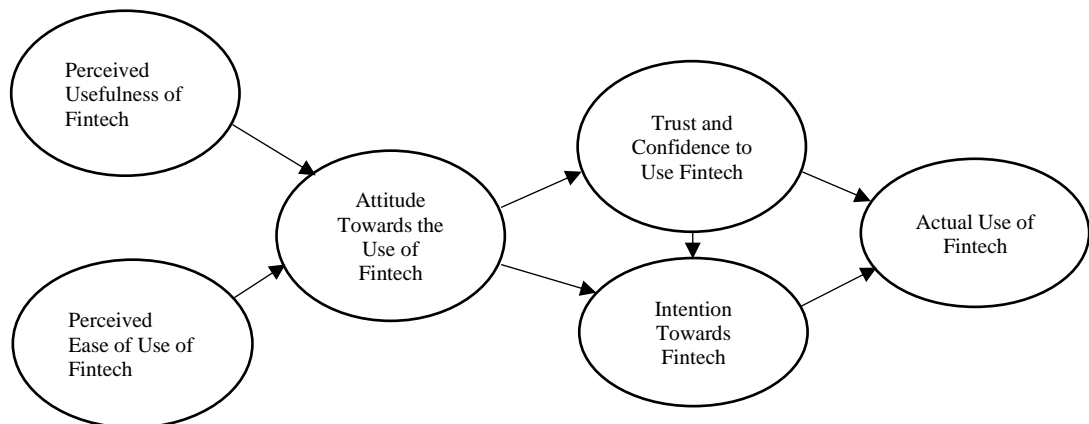 Perceived
Usefulness of
Fintech
Perceived
Ease of Use of
Fintech
Attitude
Towards the
Use of
Fintech
Trust and
Confidence to
Use Fintech
Intention
Towards
Fintech
Actual Use of
Fintech